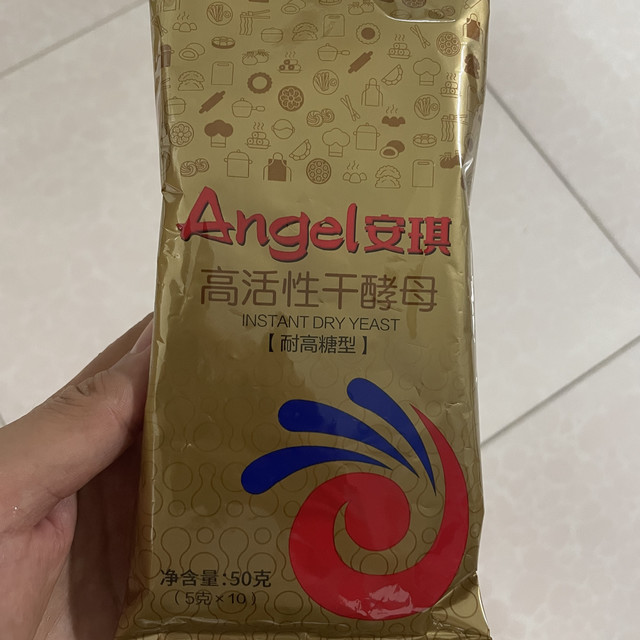 Angel安琪
高活性干酵母
INSTANT DRY YEAST
【耐高糖型】
净含量:50克
(5克×10)